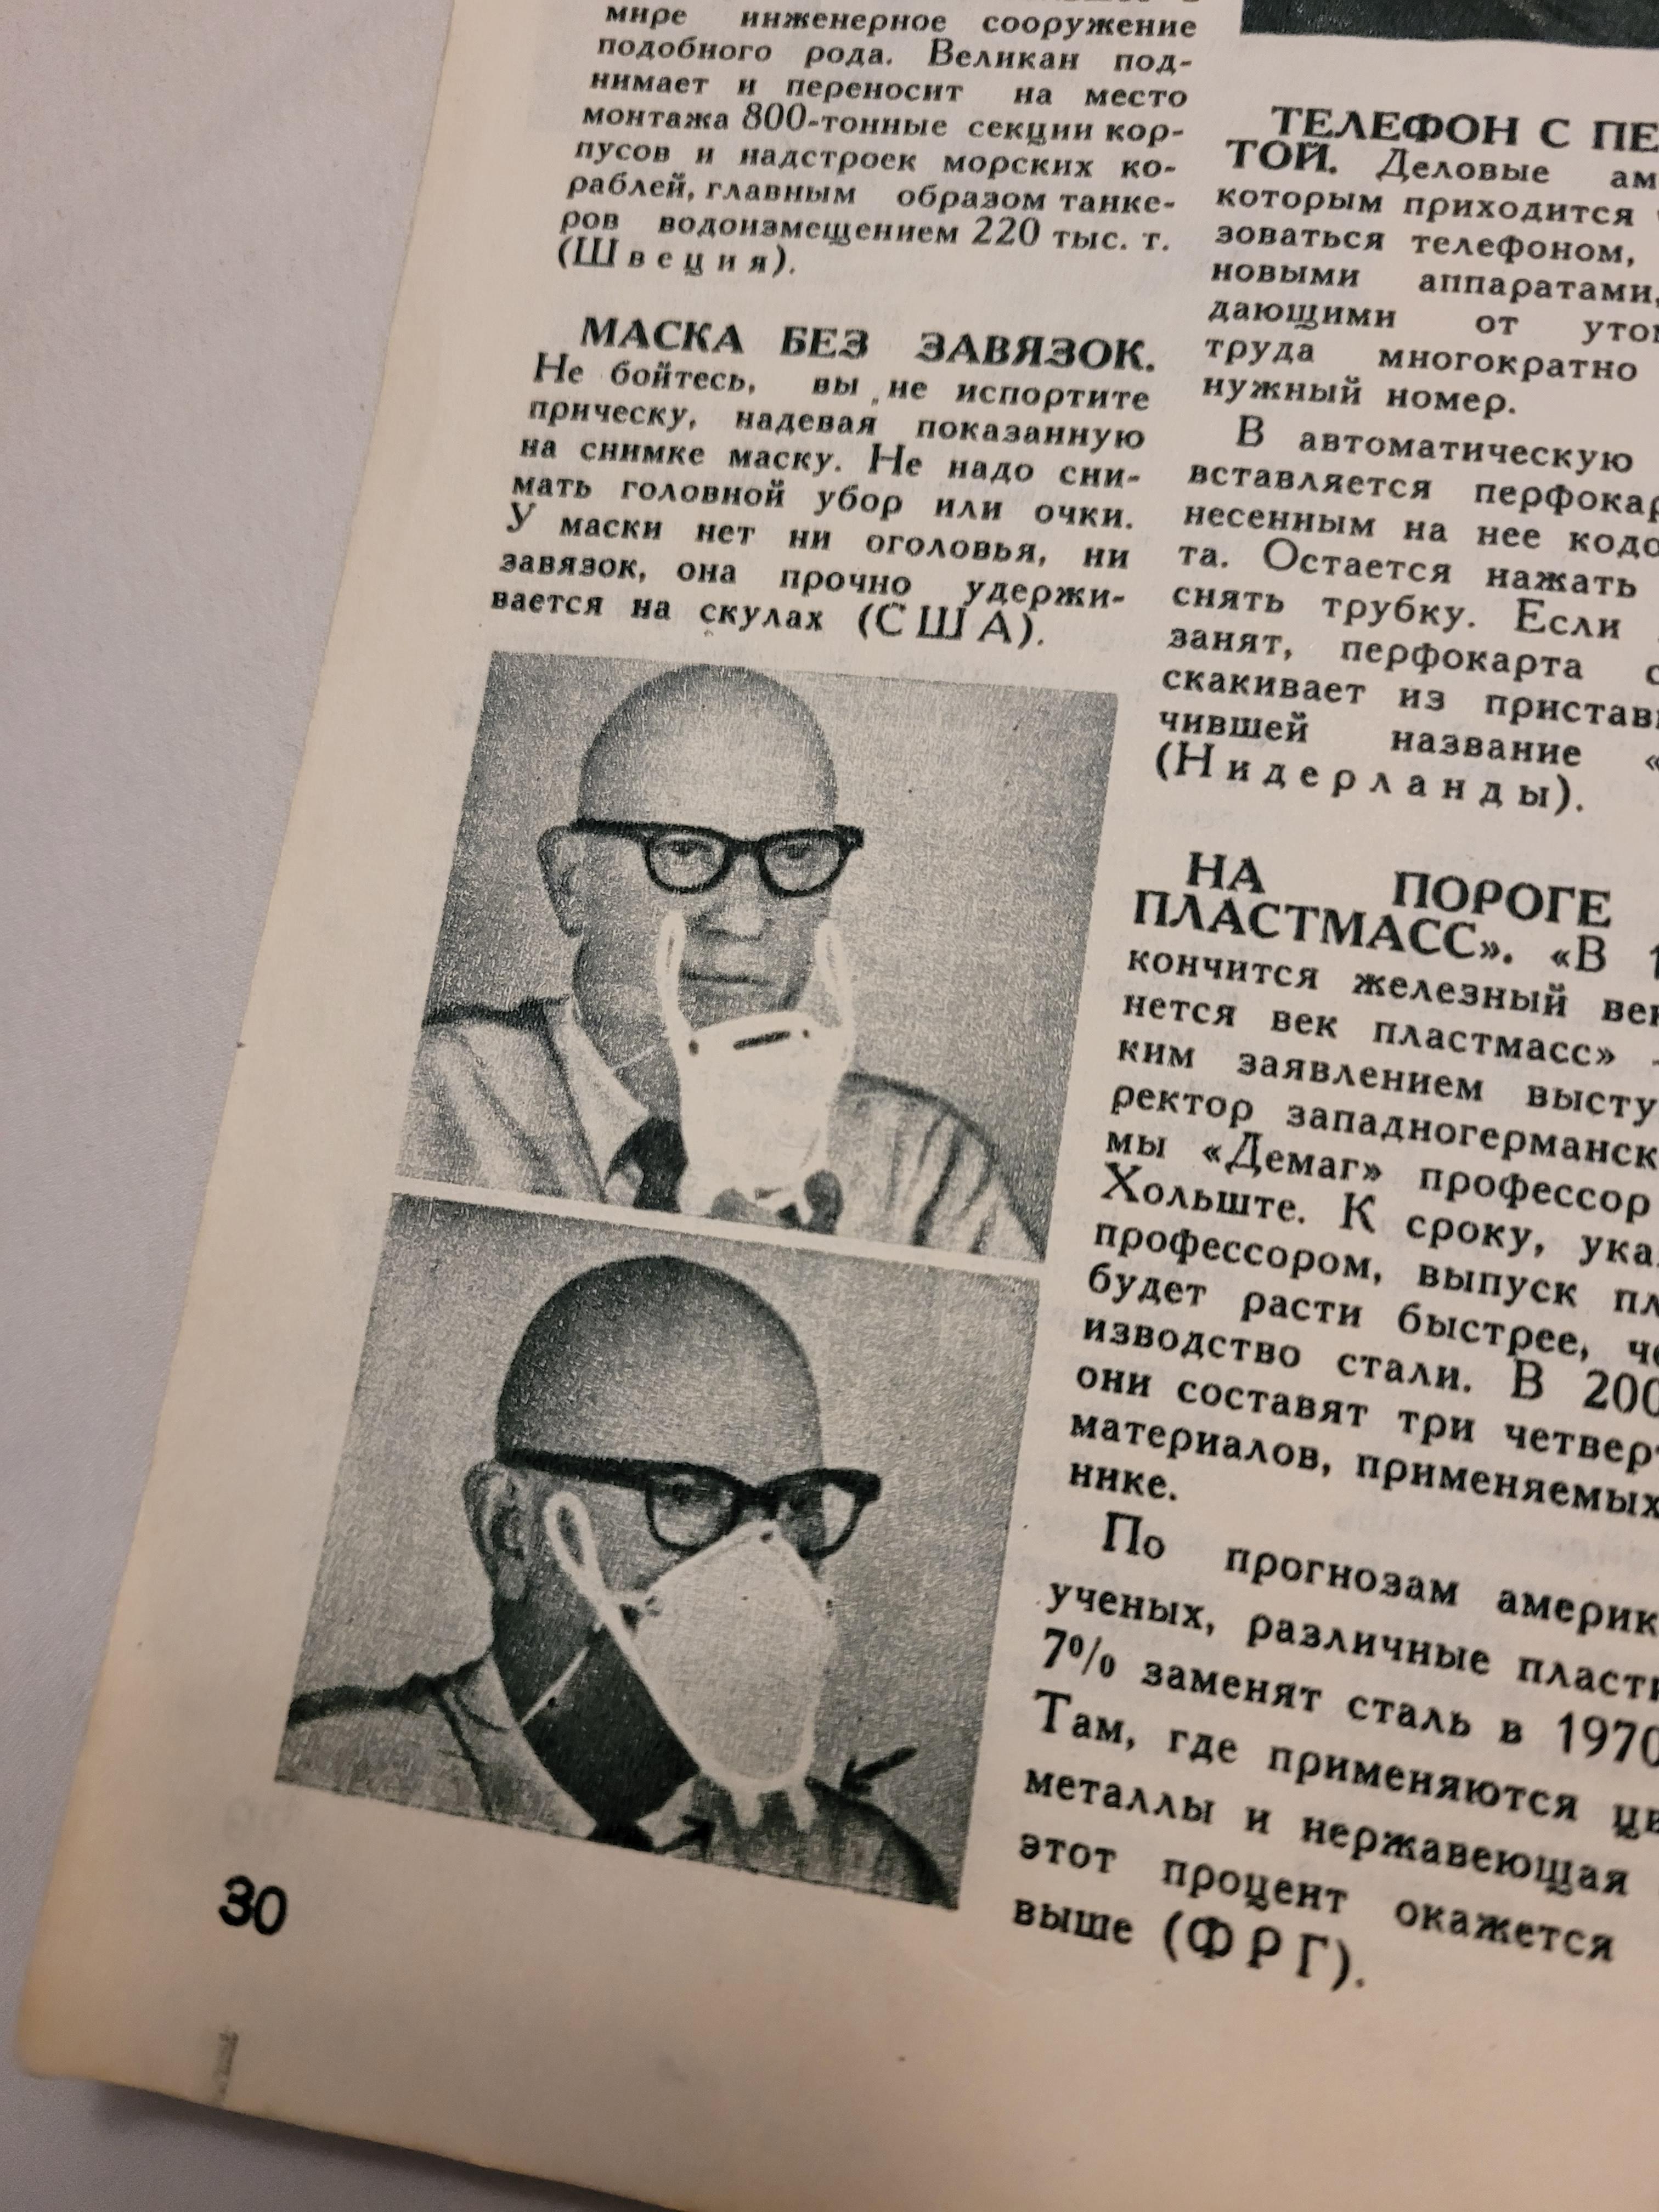 мире инженерное сооружение
подобного рода. Великан под-
нимает и переносит на место
монтажа 800-тонные секции кор-
пусов и надстроек морских ко-
раблей, главным образом танке-
ров водоизмещением 220 тыс. т.
(Швеция).
МАСКА БЕЗ ЗАВЯЗОК.
Не бойтесь, вы не испортите
прическу, надевая показанную
на снимке маску. Не надо сни-
мать головной убор или очки.
У маски нет ни оголовья, ни
завязок, она прочно удержи-
вается на скулах (США).
30
ТЕЛЕФОН С ПЕ
ТОЙ. Деловые ам
которым приходится
зоваться телефоном,
новыми аппаратами,
дающими от утом
труда многократно
нужный номер.
В автоматическую
вставляется перфокар
несенным на нее кодо
та. Остается нажать
снять трубку. Если
занят, перфокарта с
скакивает из пристав
чившей название «
(Нидерланды).
НА ПОРОГЕ
ПЛАСТМАСС». «В 1
кончится железный век
нется век пластмасс» -
ким заявлением высту
ректор западногерманск
мы «Демаг» профессор
Хольште. К сроку, ука
профессором, выпуск пл
будет расти быстрее, че
изводство стали. В 200
они составят три четверт
материалов, применяемых
нике.
По прогнозам америк
ученых, различные пласти
7% заменят сталь в 1970
Там, где применяются цв
металлы и нержавеющая
этот процент окажется
выше (ФРГ).